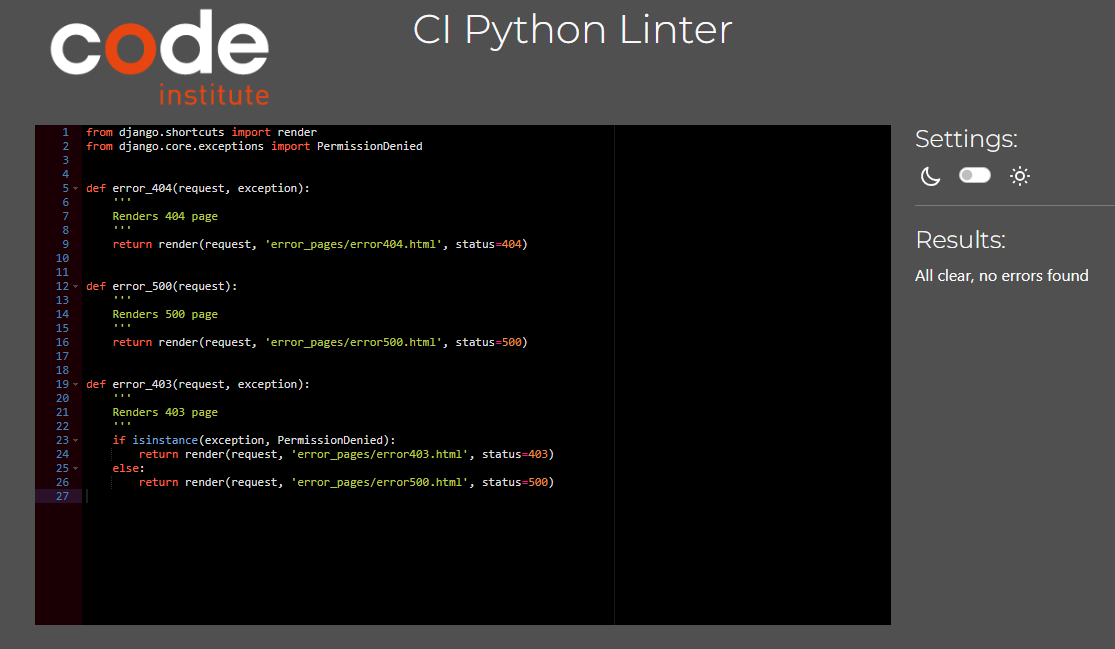 code
institute
CI Python Linter
1 from django.shortcuts import render
2 from django.core.exceptions import PermissionDenied
3
4
5 def error_404(request, exception):
6     '''
7     Renders 404 page
8     '''
9     return render(request, 'error_pages/error404.html', status=404)
10
11
12 def error_500(request):
13     '''
14     Renders 500 page
15     '''
16     return render(request, 'error_pages/error500.html', status=500)
17
18
19 def error_403(request, exception):
20     '''
21     Renders 403 page
22     '''
23     if isinstance(exception, PermissionDenied):
24         return render(request, 'error_pages/error403.html', status=403)
25     else:
26         return render(request, 'error_pages/error500.html', status=500)
27
Settings:
Results:
All clear, no errors found